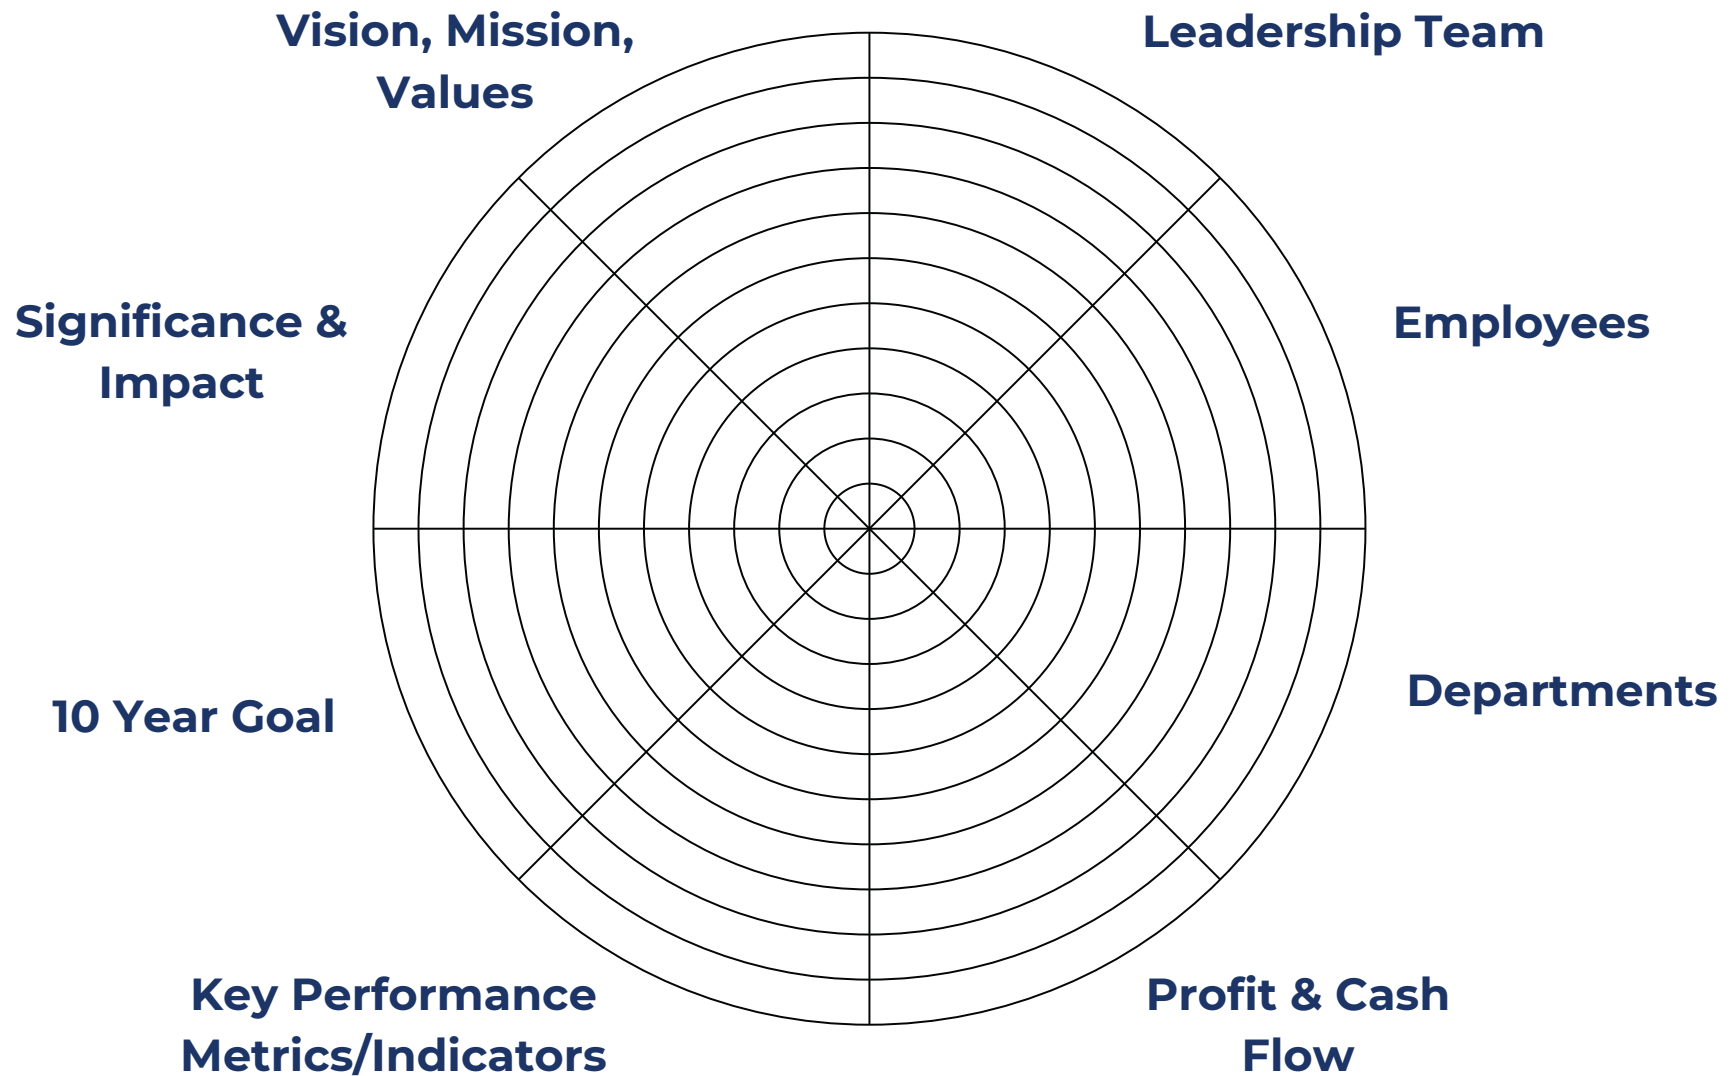 Vision, Mission,
Values
Leadership Team
Significance &
Impact
Employees
10 Year Goal
Departments
Key Performance
Metrics/Indicators
Profit & Cash
Flow